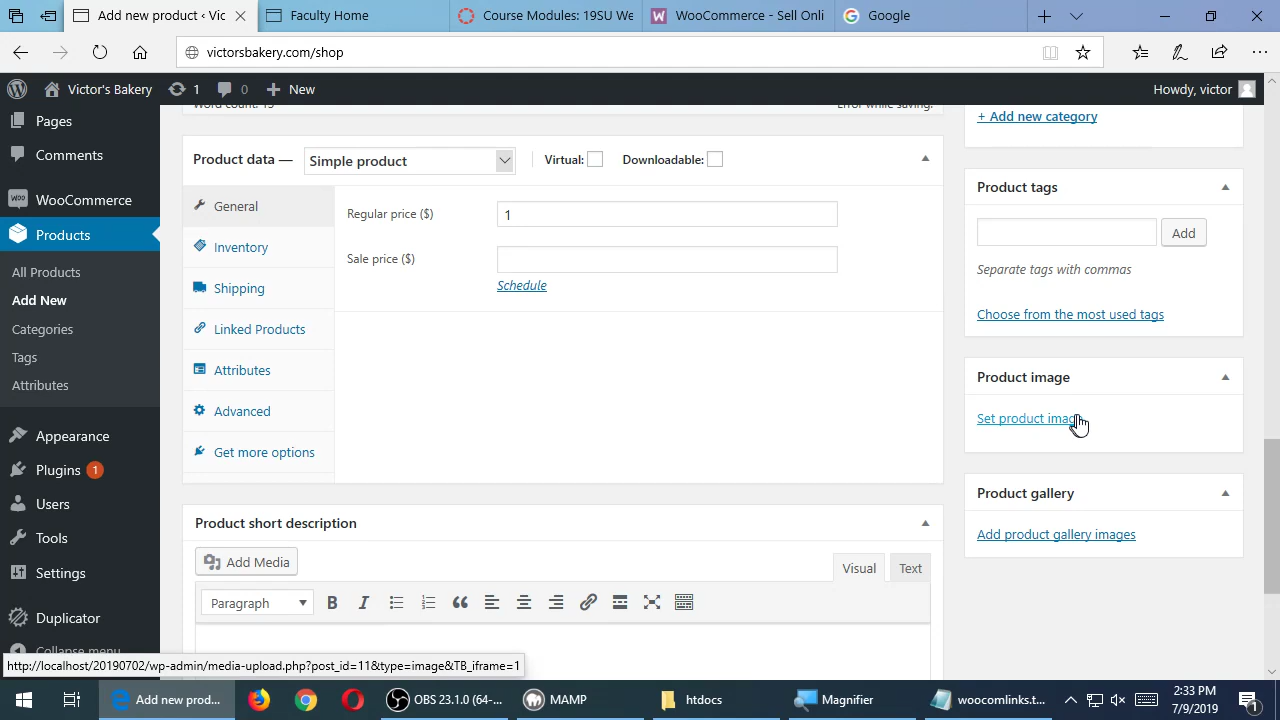 Add new product ‹ Vic
Faculty Home
Course Modules: 19SU We
WooCommerce - Sell Onli
Google
victorsbakery.com/shop
Victor's Bakery
1
0
New
Howdy, victor
Pages
Comments
WooCommerce
Products
All Products
Add New
Categories
Tags
Attributes
Appearance
Plugins 1
Users
Tools
Settings
Duplicator
Collapse menu
Product data —
Simple product
Virtual:
Downloadable:
General
Inventory
Shipping
Linked Products
Attributes
Advanced
Get more options
Regular price ($)
1
Sale price ($)
Schedule
Product short description
Add Media
Visual
Text
Paragraph
+ Add new category
Product tags
Add
Separate tags with commas
Choose from the most used tags
Product image
Set product image
Product gallery
Add product gallery images
http://localhost/20190702/wp-admin/media-upload.php?post_id=11&type=image&TB_iframe=1
Add new prod...
OBS 23.1.0 (64-...
MAMP
htdocs
Magnifier
woocomlinks.t...
2:33 PM
7/9/2019
1